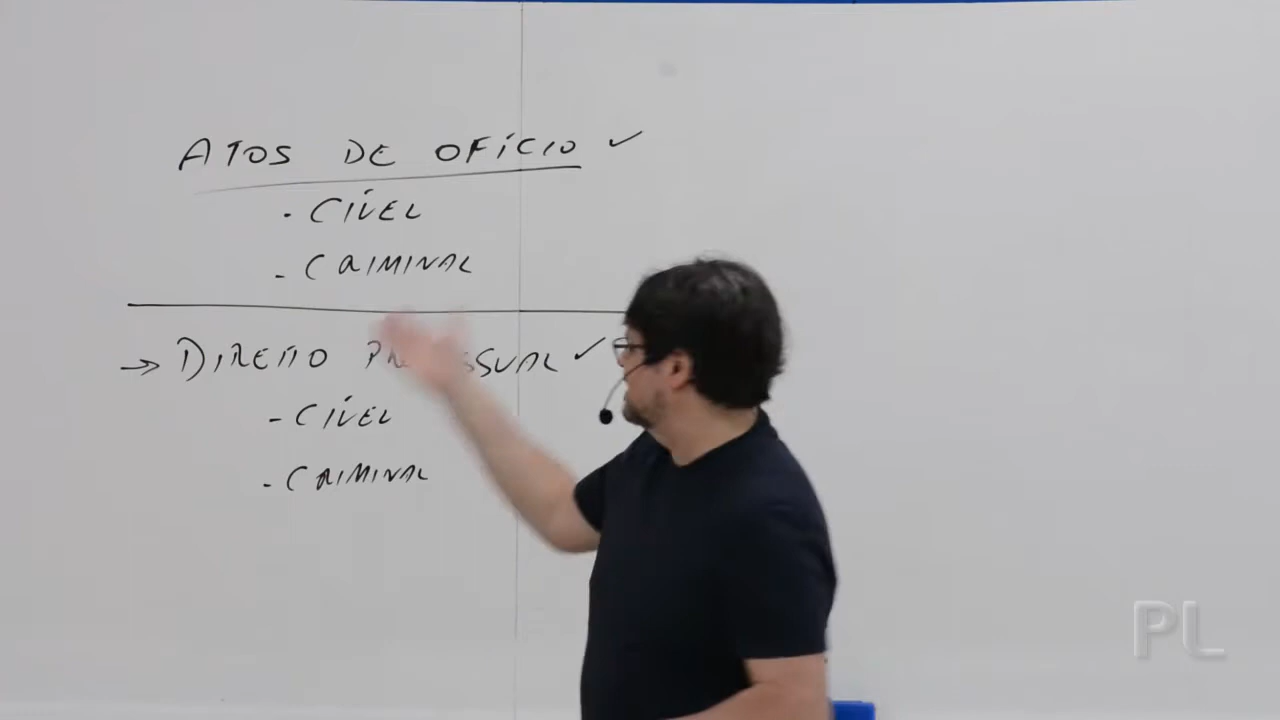 ATOS DE OFÍCIO ✓
- CÍVEL
- CRIMINAL
→ DIREITO ✓
- CÍVEL
- CRIMINAL
PL